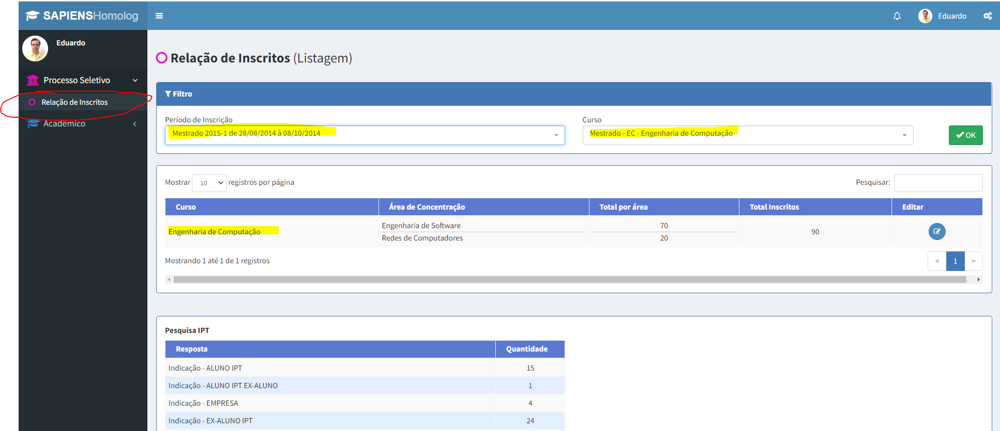 SAPIENSHomolog
Eduardo
Eduardo
Processo Seletivo
Relação de Inscritos
Acadêmico
Relação de Inscritos (Listagem)
Filtro
Período de Inscrição
Curso
Mestrado 2015-1 de 28/08/2014 à 08/10/2014
Mestrado - EC - Engenharia de Computação
OK
Mostrar 10 registros por página
Pesquisar:
Curso Área de Concentração Total por área Total Inscritos Editar
Engenharia de Computação
Engenharia de Software 70
Redes de Computadores 20
90
Mostrando 1 até 1 de 1 registros
< 1 >
Pesquisa IPT
Resposta Quantidade
Indicação - ALUNO IPT 15
Indicação - ALUNO IPT EX-ALUNO 1
Indicação - EMPRESA 4
Indicação - EX-ALUNO IPT 24